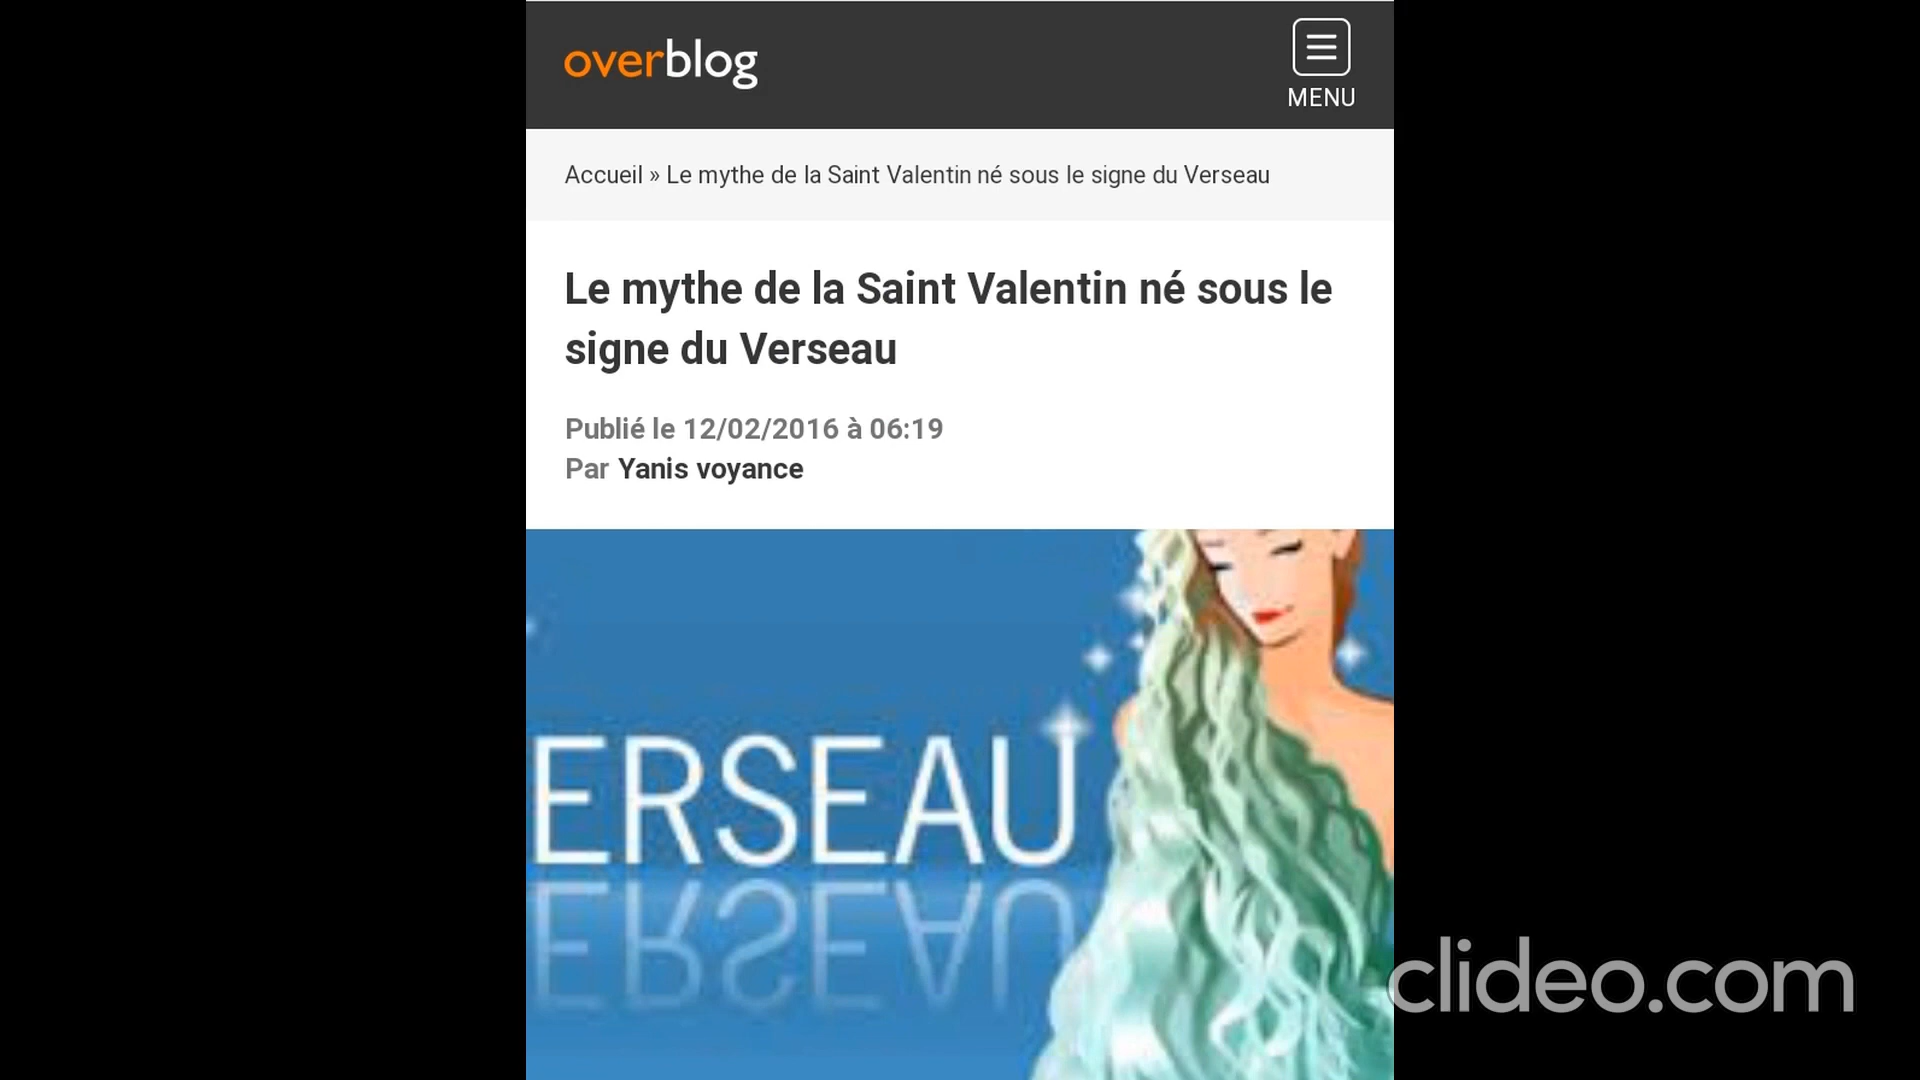 overblog
MENU
Accueil » Le mythe de la Saint Valentin né sous le signe du Verseau
Le mythe de la Saint Valentin né sous le
signe du Verseau
Publié le 12/02/2016 à 06:19
Par Yanis voyance
ERSEAU
clideo.com